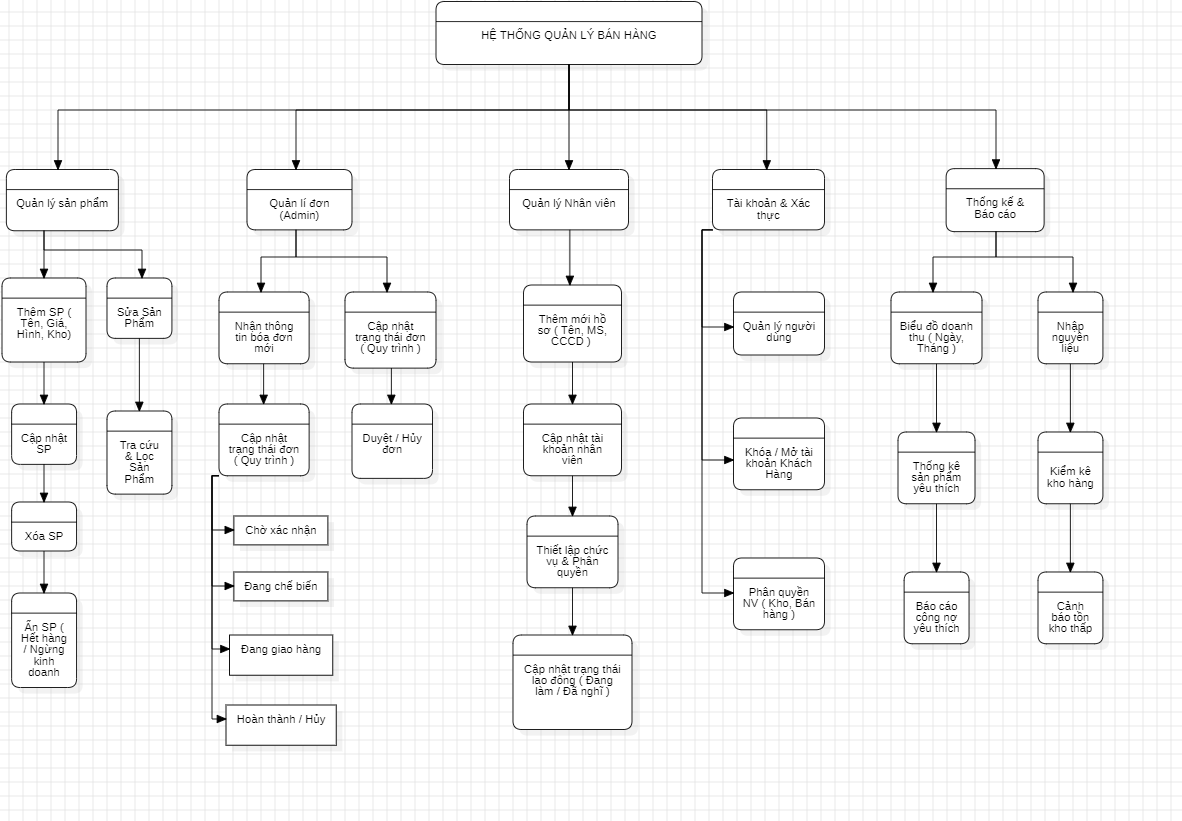 HỆ THỐNG QUẢN LÝ BÁN HÀNG
Quản lý sản phẩm
Quản lí đơn
(Admin)
Quản lý Nhân viên
Tài khoản & Xác
thực
Thống kế &
Báo cáo
Thêm SP (
Tên, Giá,
Hình, Kho)
Sửa Sản
Phẩm
Nhận thông
tin bóa đơn
mới
Cập nhật
trạng thái đơn
( Quy trình )
Thêm mới hồ
sơ ( Tên, MS,
CCCD )
Quản lý người
dùng
Biểu đồ doanh
thu ( Ngày,
Tháng )
Nhập
nguyên
liệu
Cập nhật
SP
Tra cứu
& Lọc
Sản
Phẩm
Cập nhật
trạng thái đơn
( Quy trình )
Duyệt / Hủy
đơn
Cập nhật tài
khoản nhân
viên
Khóa / Mở tài
khoản Khách
Hàng
Thống kê
sản phẩm
yêu thích
Kiểm kê
kho hàng
Xóa SP
Chờ xác nhận
Thiết lập chức
vụ & Phân
quyền
Đang chế biến
Phân quyền
NV ( Kho, Bán
hàng )
Báo cáo
công nợ
yêu thích
Cảnh
báo tồn
kho thấp
Ẩn SP (
Hết hàng
/ Ngừng
kinh
doanh
Đang giao hàng
Cập nhật trạng thái
lao động ( Đang
làm / Đã nghĩ )
Hoàn thành / Hủy